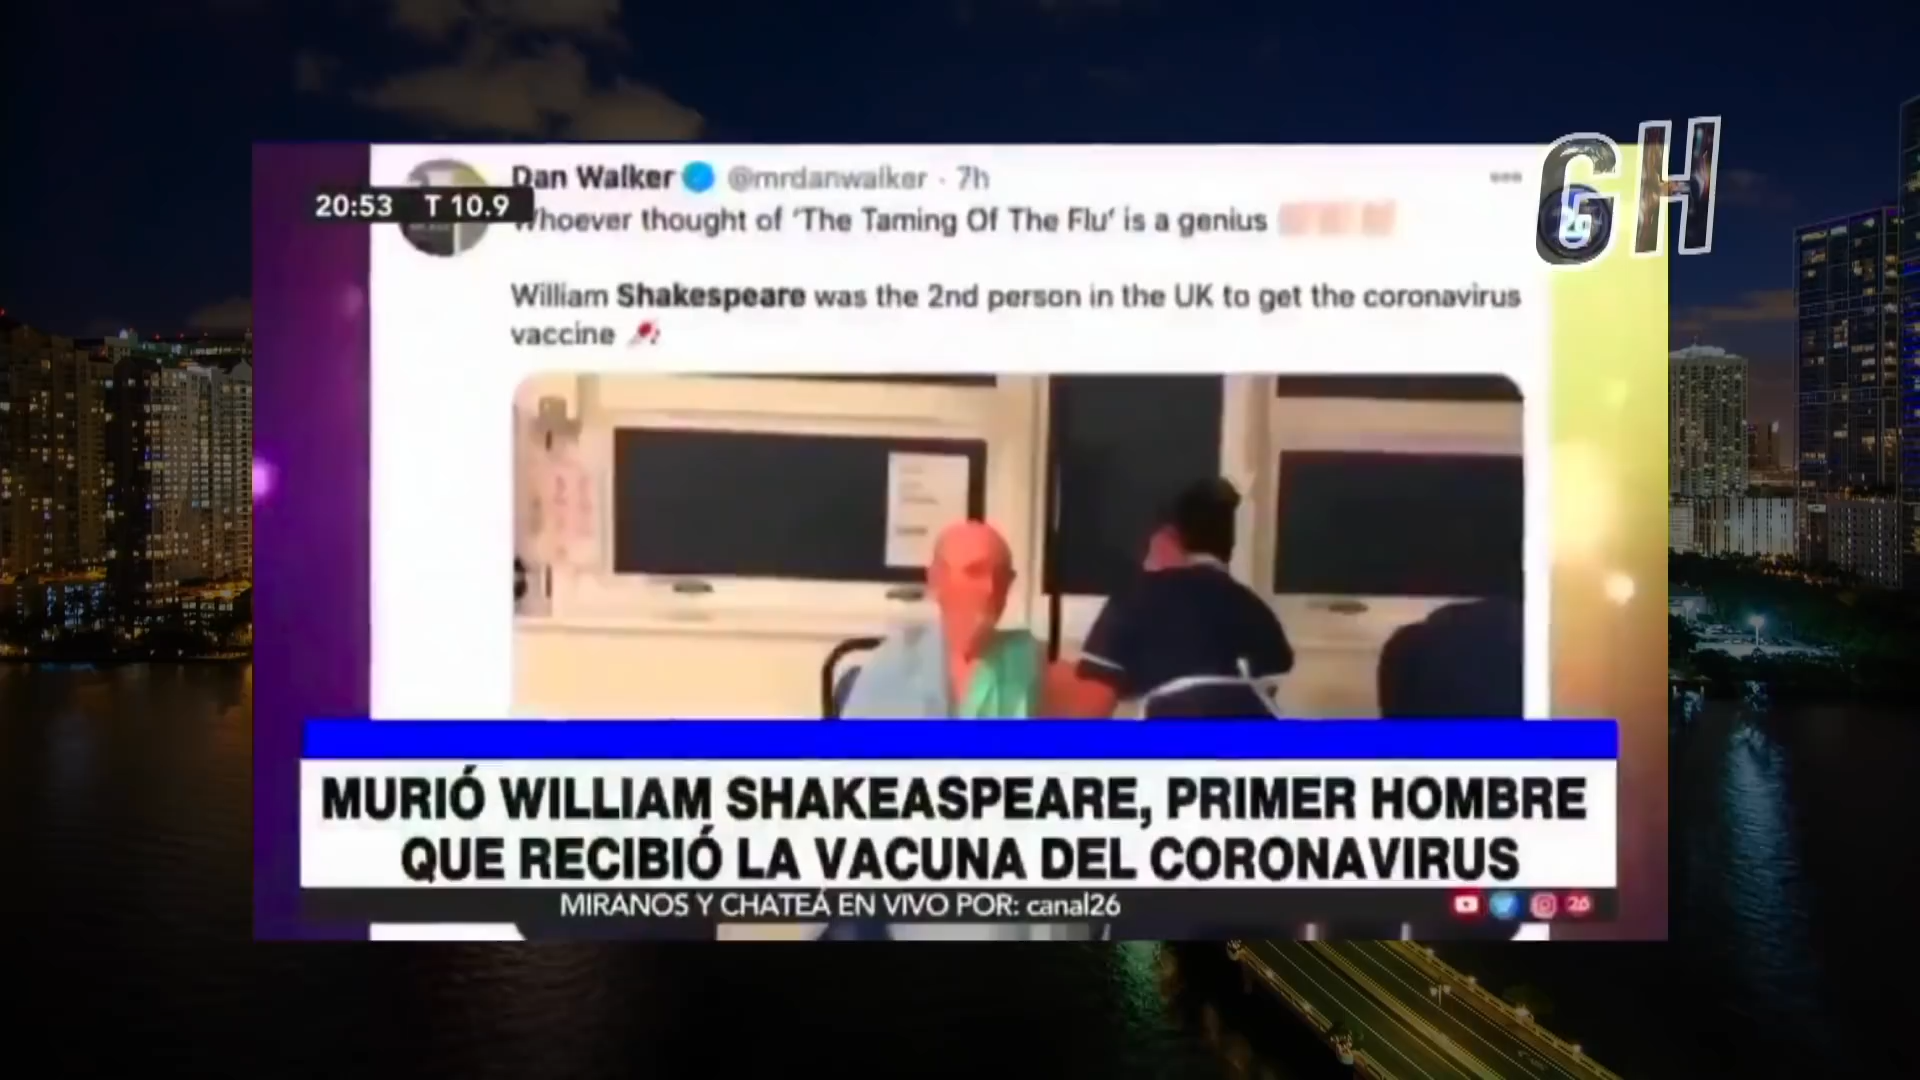 GH
Dan Walker @mrdanwalker · 7h
20:53 T 10.9
Whoever thought of ‘The Taming Of The Flu’ is a genius
William Shakespeare was the 2nd person in the UK to get the coronavirus
vaccine
MURIÓ WILLIAM SHAKEASPEARE, PRIMER HOMBRE
QUE RECIBIÓ LA VACUNA DEL CORONAVIRUS
MIRANOS Y CHATEÁ EN VIVO POR: canal26
26